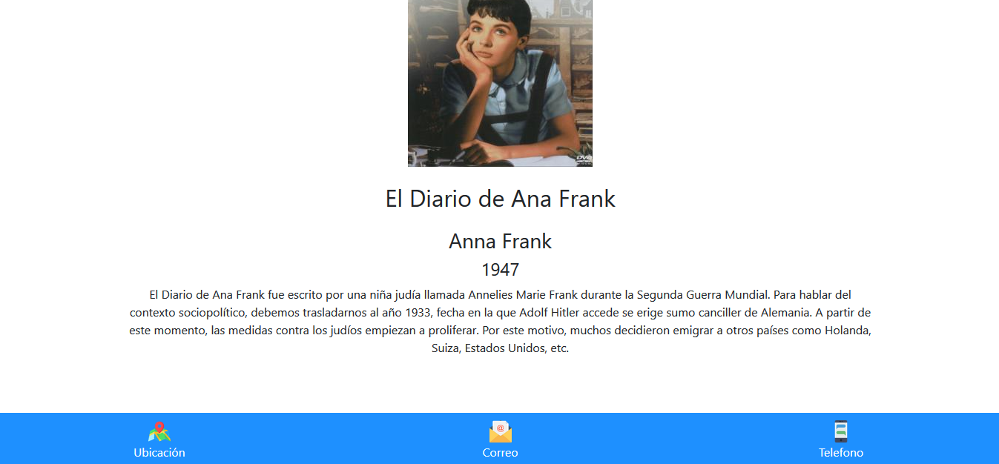 DVD
El Diario de Ana Frank
Anna Frank
1947
El Diario de Ana Frank fue escrito por una niña judía llamada Annelies Marie Frank durante la Segunda Guerra Mundial. Para hablar del
contexto sociopolítico, debemos trasladarnos al año 1933, fecha en la que Adolf Hitler accede se erige sumo canciller de Alemania. A partir de
este momento, las medidas contra los judíos empiezan a proliferar. Por este motivo, muchos decidieron emigrar a otros países como Holanda,
Suiza, Estados Unidos, etc.
@
Ubicación
Correo
Telefono